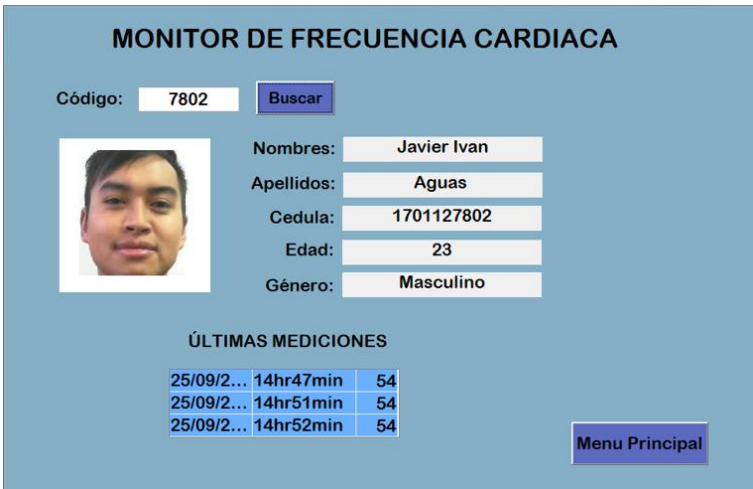 MONITOR DE FRECUENCIA CARDIACA
Código: 7802 Buscar
Nombres: Javier Ivan
Apellidos: Aguas
Cedula: 1701127802
Edad: 23
Género: Masculino
ÚLTIMAS MEDICIONES
25/09/2... 14hr47min 54
25/09/2... 14hr51min 54
25/09/2... 14hr52min 54
Menu Principal